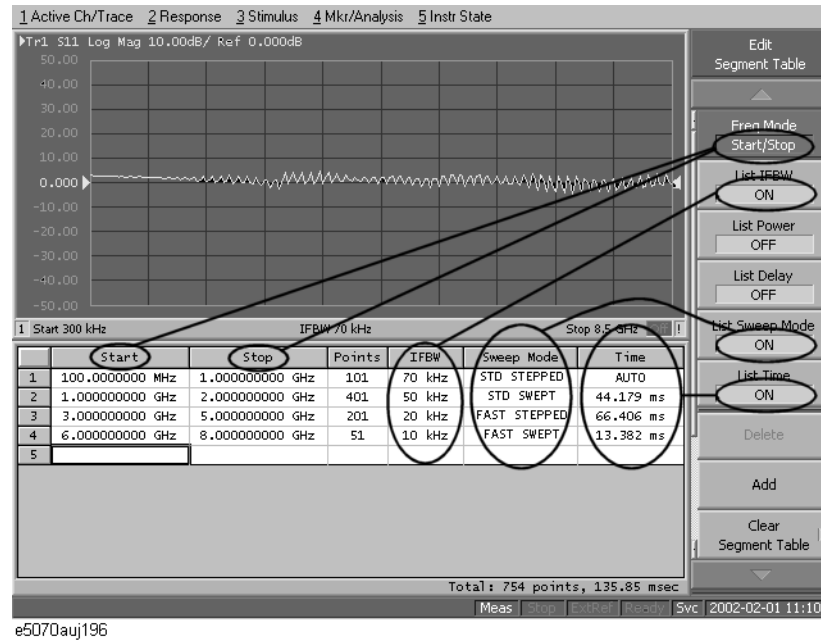 1 Active Ch/Trace 2 Response 3 Stimulus 4 Mkr/Analysis 5 Instr State
Tr1 S11 Log Mag 10.00dB/ Ref 0.000dB
50.00
40.00
30.00
20.00
10.00
0.000
-10.00
-20.00
-30.00
-40.00
-50.00
1 Start 300 kHz IFBW 70 kHz Stop 8.5 GHz Off !
Start Stop Points IFBW Sweep Mode Time
1 100.0000000 MHz 1.000000000 GHz 101 70 kHz STD STEPPED AUTO
2 1.000000000 GHz 2.000000000 GHz 401 50 kHz STD SWEPT 44.179 ms
3 3.000000000 GHz 5.000000000 GHz 201 20 kHz FAST STEPPED 66.406 ms
4 6.000000000 GHz 8.000000000 GHz 51 10 kHz FAST SWEPT 13.382 ms
5
Total: 754 points, 135.85 msec
Edit
Segment Table
Freq Mode
Start/Stop
List IFBW
ON
List Power
OFF
List Delay
OFF
List Sweep Mode
ON
List Time
ON
Delete
Add
Clear
Segment Table
Meas Stop ExtRef Ready Svc 2002-02-01 11:10
e5070auj196